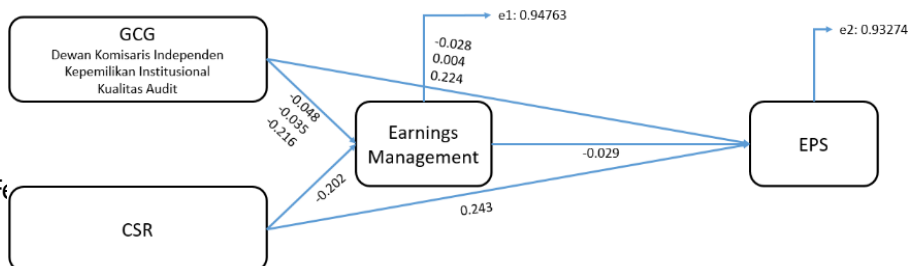 GCG
Dewan Komisaris Independen
Kepemilikan Institusional
Kualitas Audit
e1: 0.94763
-0.028
0.004
0.224
e2: 0.93274
-0.048
-0.035
-0.216
Earnings
Management
-0.029
EPS
-0.202
0.243
CSR